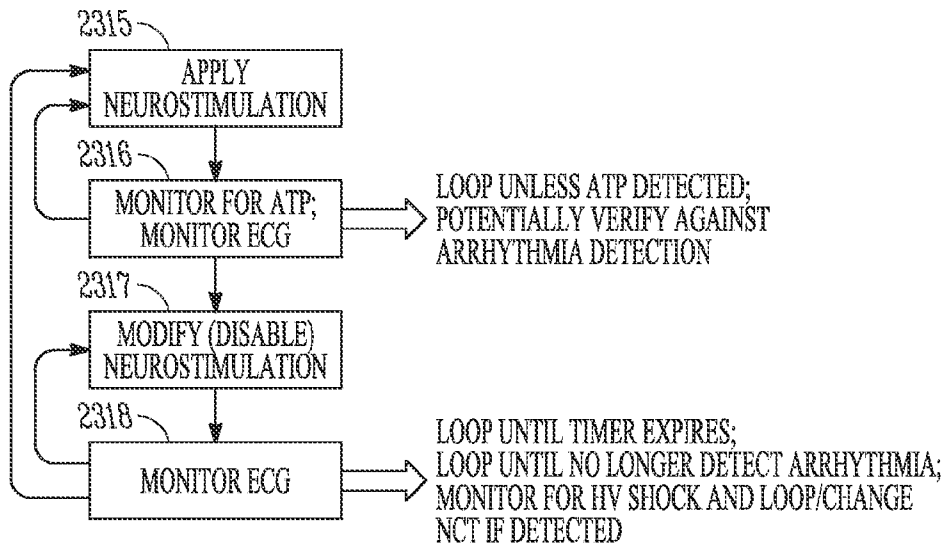 2315
APPLY
NEUROSTIMULATION
2316
MONITOR FOR ATP;
MONITOR ECG
LOOP UNLESS ATP DETECTED;
POTENTIALLY VERIFY AGAINST
ARRHYTHMIA DETECTION
2317
MODIFY (DISABLE)
NEUROSTIMULATION
2318
MONITOR ECG
LOOP UNTIL TIMER EXPIRES;
LOOP UNTIL NO LONGER DETECT ARRHYTHMIA;
MONITOR FOR HV SHOCK AND LOOP/CHANGE
NCT IF DETECTED